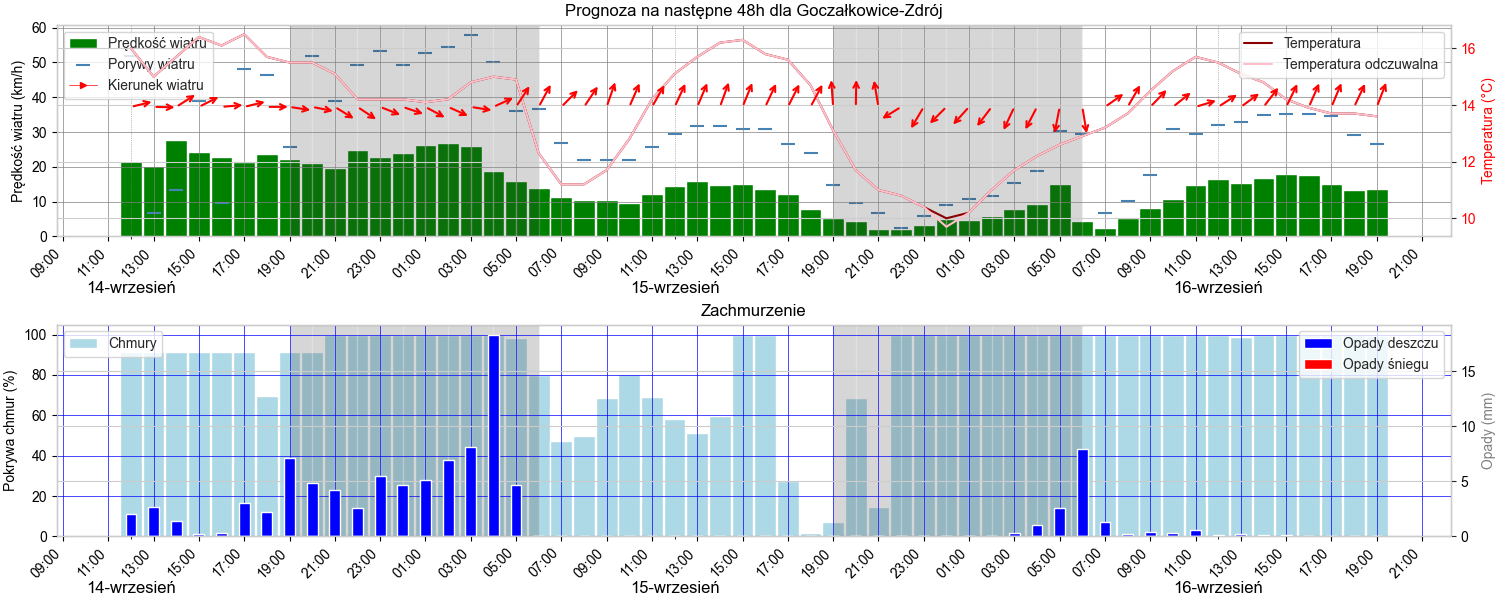 Prognoza na następne 48h dla Goczałkowice-Zdrój
Prędkość wiatru
Porywy wiatru
Kierunek wiatru
Temperatura
Temperatura odczuwalna
Prędkość wiatru (km/h)
60
50
40
30
20
10
0
Temperatura (°C)
16
14
12
10
09:00 11:00 13:00 15:00 17:00 19:00 21:00 23:00 01:00 03:00 05:00 07:00 09:00 11:00 13:00 15:00 17:00 19:00 21:00 23:00 01:00 03:00 05:00 07:00 09:00 11:00 13:00 15:00 17:00 19:00 21:00
14-wrzesień 15-wrzesień 16-wrzesień
Zachmurzenie
Chmury
Opady deszczu
Opady śniegu
Pokrywa chmur (%)
100
80
60
40
20
0
Opady (mm)
15
10
5
0
09:00 11:00 13:00 15:00 17:00 19:00 21:00 23:00 01:00 03:00 05:00 07:00 09:00 11:00 13:00 15:00 17:00 19:00 21:00 23:00 01:00 03:00 05:00 07:00 09:00 11:00 13:00 15:00 17:00 19:00 21:00
14-wrzesień 15-wrzesień 16-wrzesień